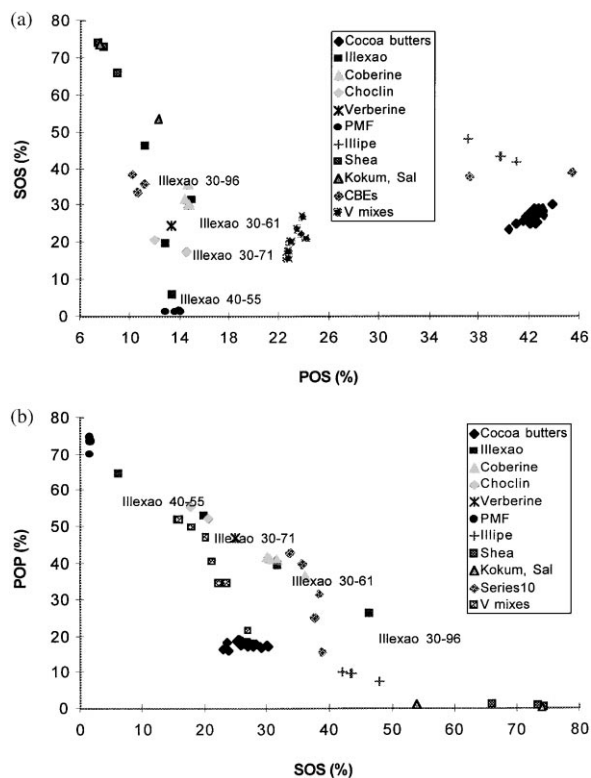 (a)
SOS (%)
80
70
60
50
40
30
20
10
0
Cocoa butters
Illexao
Coberine
Choclin
Verberine
PMF
Illipe
Shea
Kokum, Sal
CBEs
V mixes
Illexao 30-96
Illexao 30-61
Illexao 30-71
Illexao 40-55
6 10 14 18 22 26 30 34 38 42 46
POS (%)
(b)
POP (%)
80
70
60
50
40
30
20
10
0
Cocoa butters
Illexao
Coberine
Choclin
Verberine
PMF
Illipe
Shea
Kokum, Sal
Series10
V mixes
Illexao 40-55
Illexao 30-71
Illexao 30-61
Illexao 30-96
0 10 20 30 40 50 60 70 80
SOS (%)